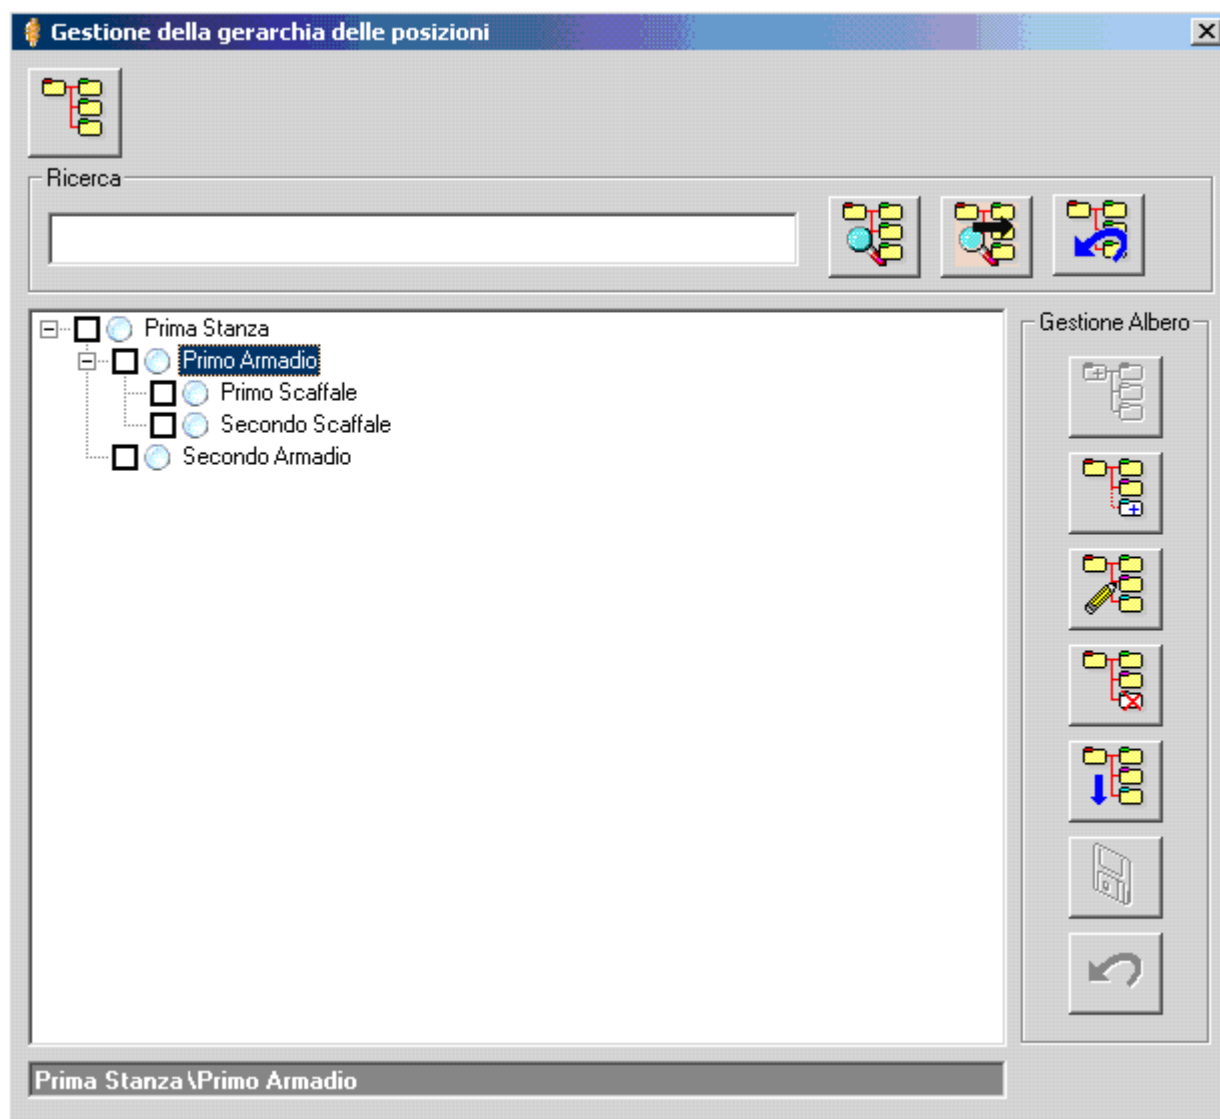 Gestione della gerarchia delle posizioni
Ricerca
Prima Stanza
Primo Armadio
Primo Scaffale
Secondo Scaffale
Secondo Armadio
Gestione Albero
Prima Stanza\Primo Armadio